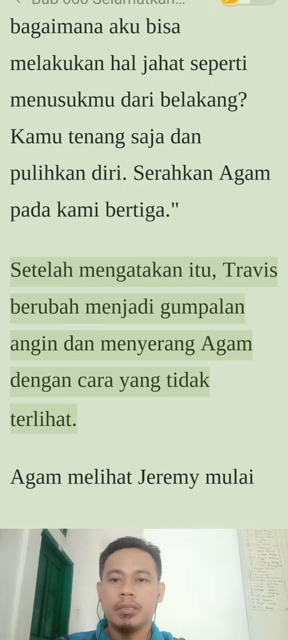 bagaimana aku bisa
melakukan hal jahat seperti
menusukmu dari belakang?
Kamu tenang saja dan
pulihkan diri. Serahkan Agam
pada kami bertiga."
Setelah mengatakan itu, Travis
berubah menjadi gumpalan
angin dan menyerang Agam
dengan cara yang tidak
terlihat.
Agam melihat Jeremy mulai